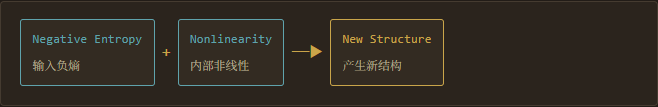 Negative Entropy
输入负熵
+
Nonlinearity
内部非线性
New Structure
产生新结构